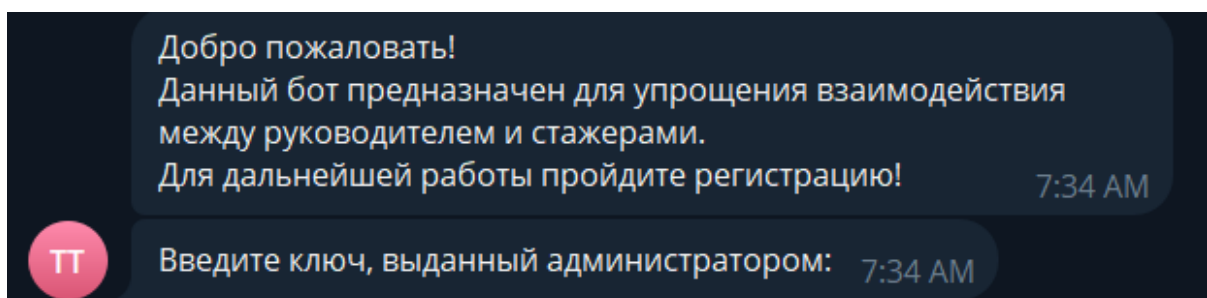 Добро пожаловать!
Данный бот предназначен для упрощения взаимодействия
между руководителем и стажерами.
Для дальнейшей работы пройдите регистрацию!
7:34 AM
ТТ
Введите ключ, выданный администратором:
7:34 AM